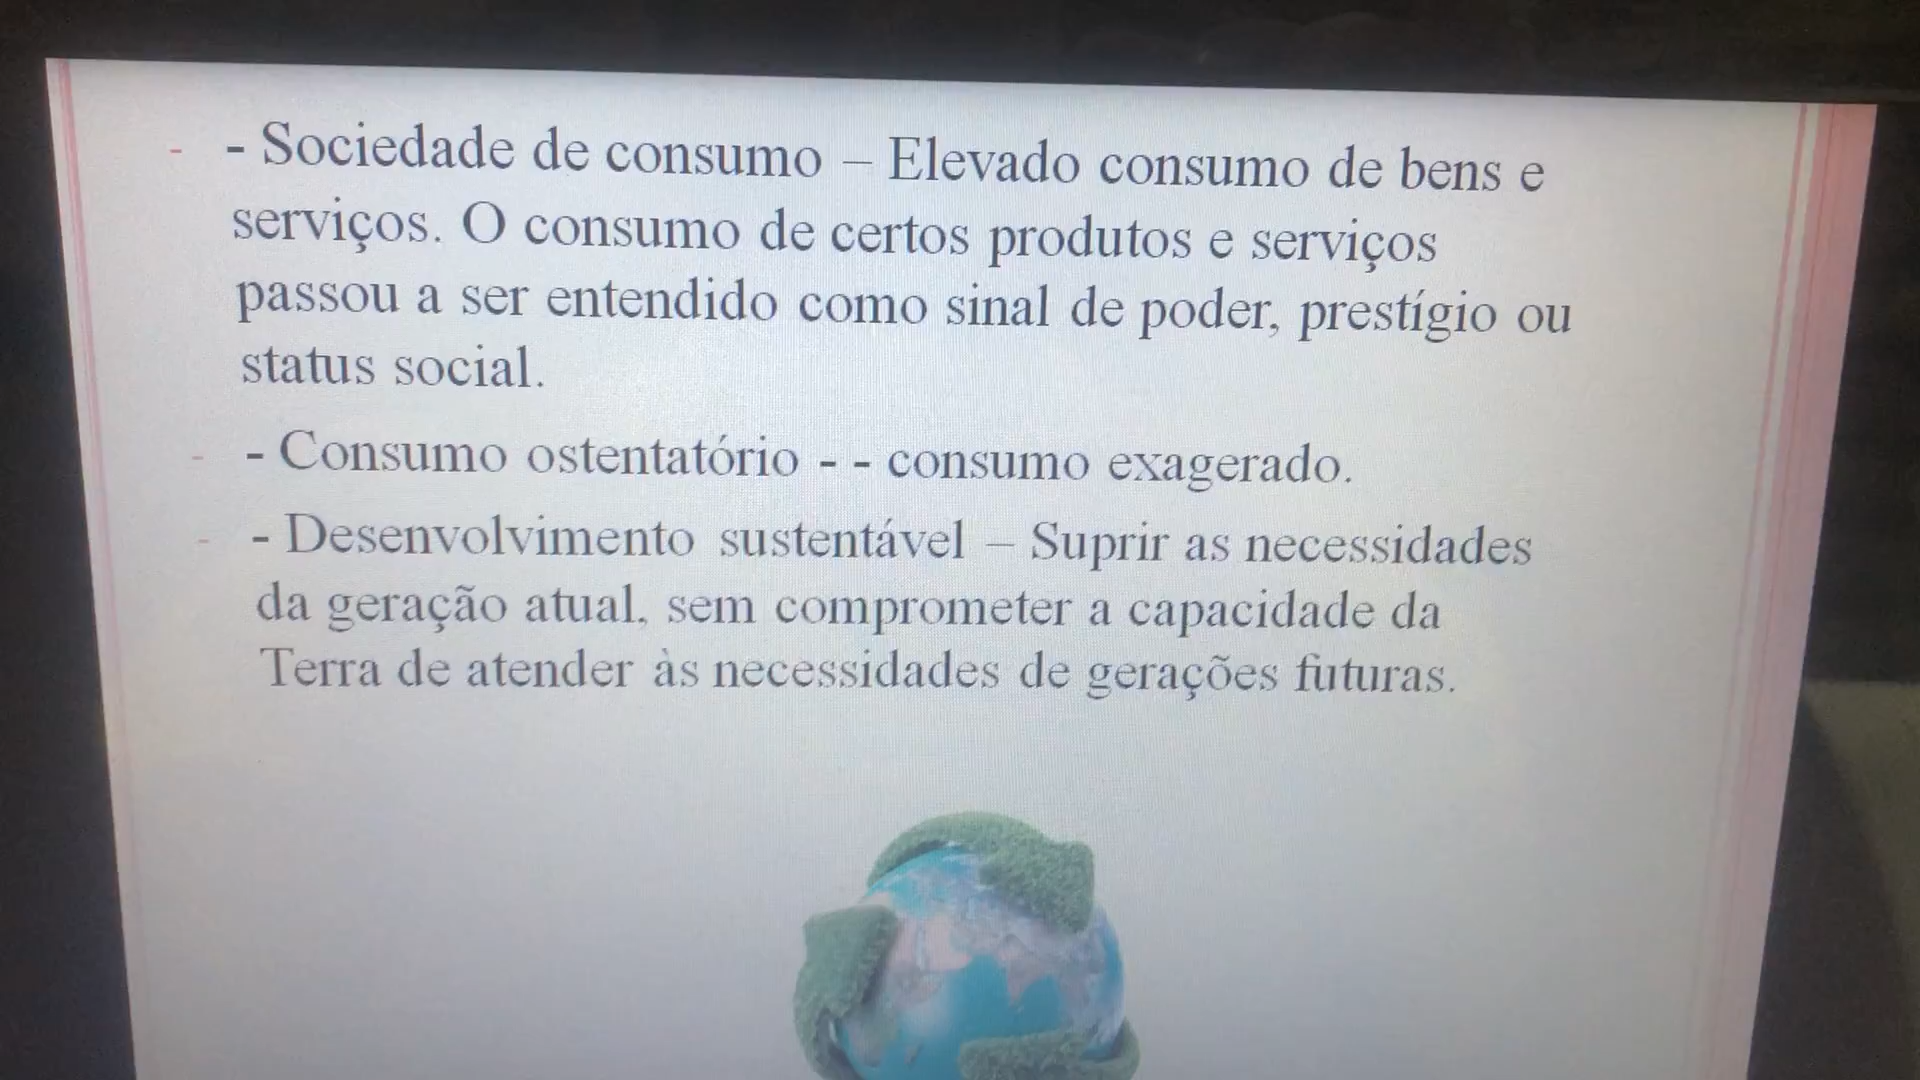 - - Sociedade de consumo – Elevado consumo de bens e
serviços. O consumo de certos produtos e serviços
passou a ser entendido como sinal de poder, prestígio ou
status social.
- - Consumo ostentatório - - consumo exagerado.
- - Desenvolvimento sustentável – Suprir as necessidades
da geração atual, sem comprometer a capacidade da
Terra de atender às necessidades de gerações futuras.